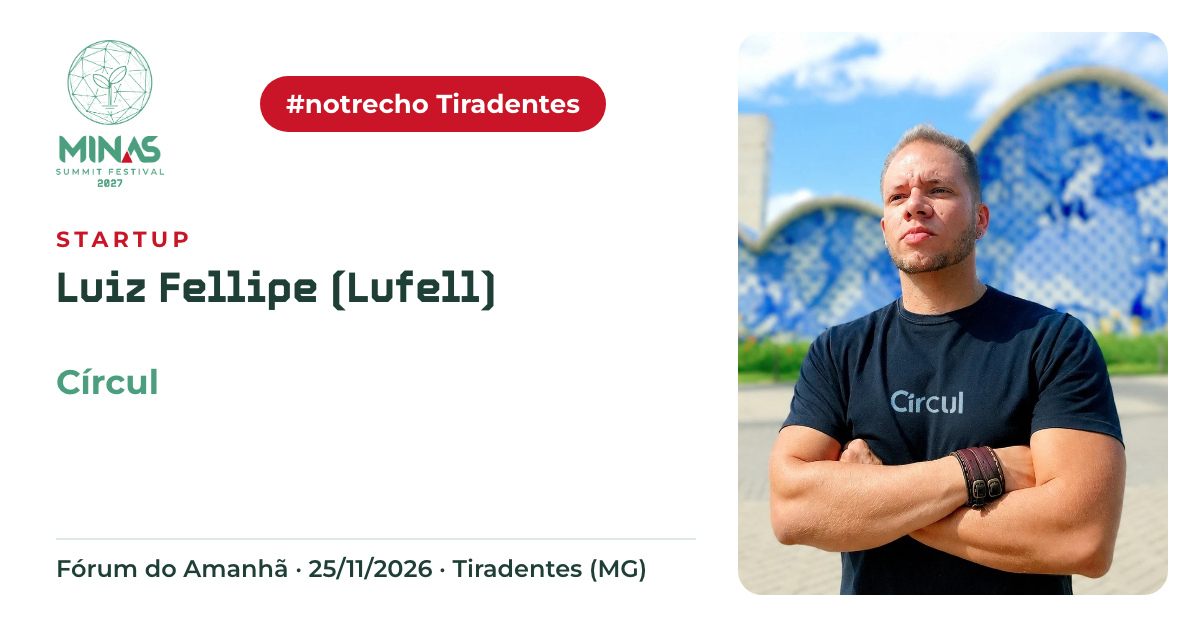 MINAS
SUMMIT FESTIVAL
2027
#notrecho Tiradentes
STARTUP
Luiz Fellipe (Lufell)
Círcul
Círcul
Fórum do Amanhã · 25/11/2026 · Tiradentes (MG)